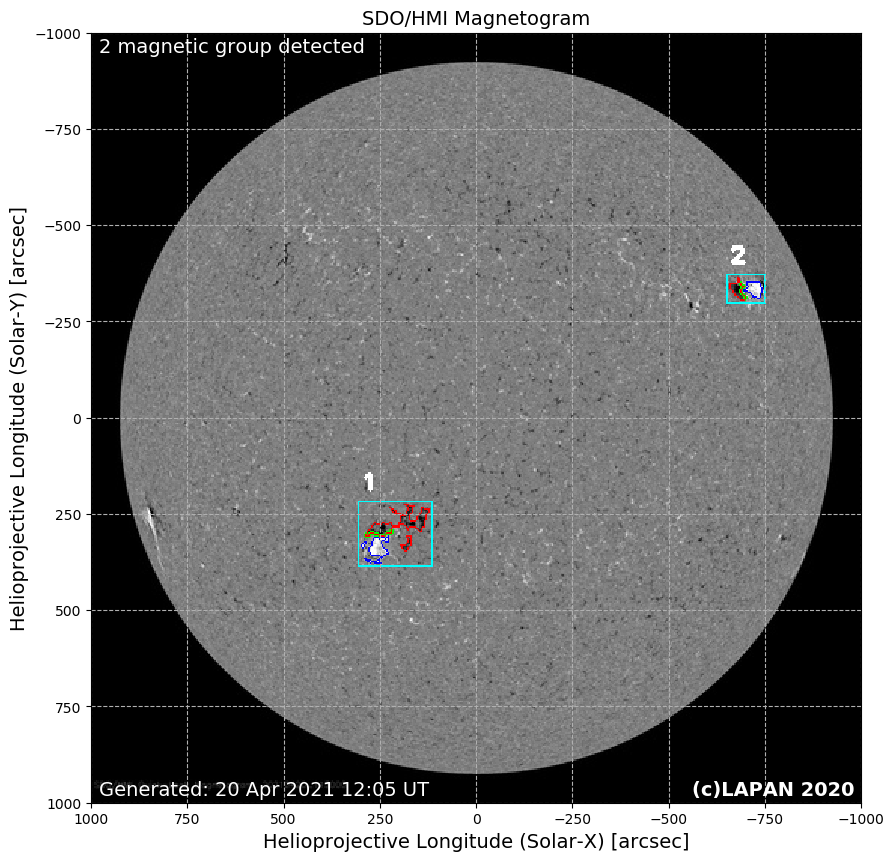 SDO/HMI Magnetogram
2 magnetic group detected
−1000
−750
−500
−250
0
250
500
750
1000
Helioprojective Longitude (Solar-Y) [arcsec]
2
1
Generated: 20 Apr 2021 12:05 UT
(c)LAPAN 2020
1000 750 500 250 0 −250 −500 −750 −1000
Helioprojective Longitude (Solar-X) [arcsec]